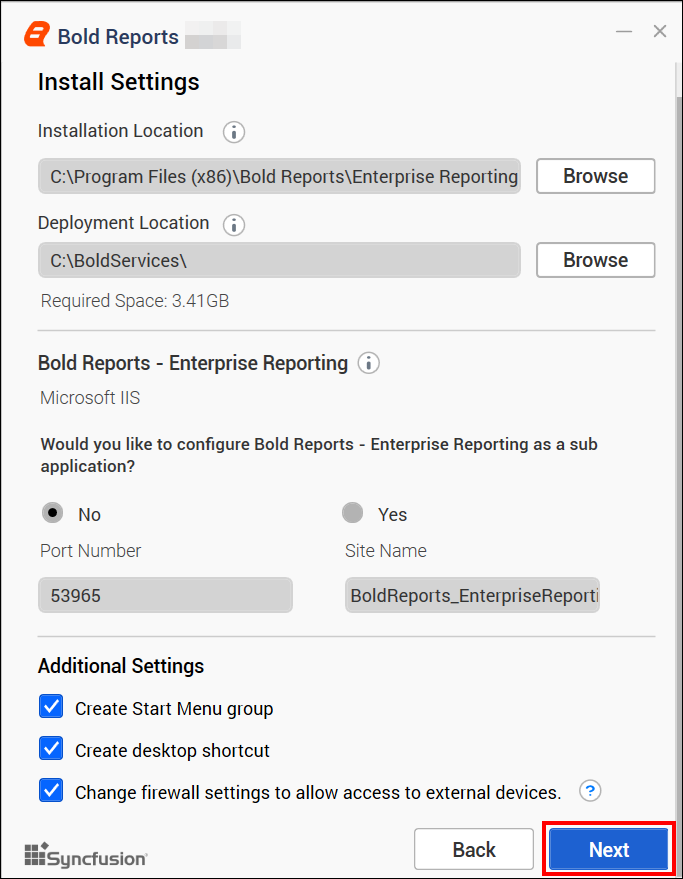 Bold Reports
Install Settings
Installation Location
C:\Program Files (x86)\Bold Reports\Enterprise Reporting
Browse
Deployment Location
C:\BoldServices\
Browse
Required Space: 3.41GB
Bold Reports - Enterprise Reporting
Microsoft IIS
Would you like to configure Bold Reports - Enterprise Reporting as a sub
application?
No
Yes
Port Number
Site Name
53965
BoldReports_EnterpriseReporti
Additional Settings
Create Start Menu group
Create desktop shortcut
Change firewall settings to allow access to external devices. ?
Syncfusion
Back
Next